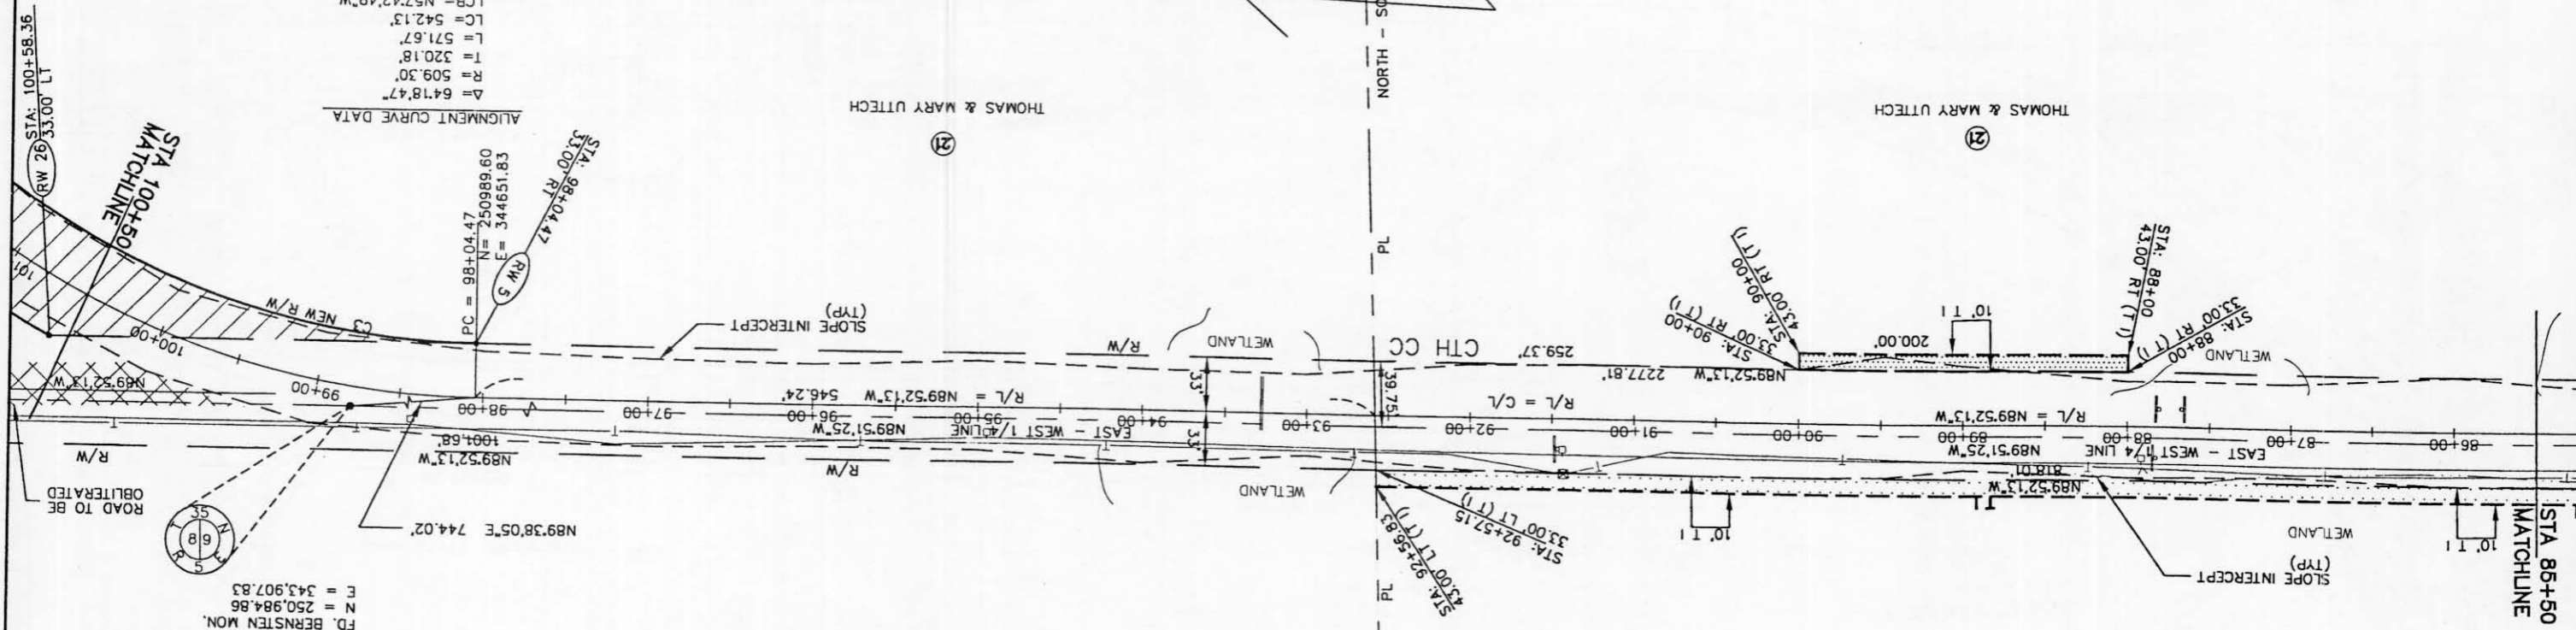 STA: 100+58.36
33.00' LT
RW 26
STA 100+50
MATCHLINE
ALIGNMENT CURVE DATA
Δ= 64°18'47"
R= 509.30'
T= 320.18'
L= 571.67'
LC= 542.13'
PC = 98+04.47
N= 250989.60
E = 344651.83
STA: 98+04.47
33.00' RT
RW 5
THOMAS & MARY UTTECH
21
NORTH - SO
PL
THOMAS & MARY UTTECH
21
STA: 90+00
43.00' RT (T I)
STA: 90+00
33.00' RT (T I)
STA: 88+00
43.00' RT (T I)
STA: 88+00
33.00' RT (T I)
10' T I
200.00'
WETLAND
NEW R/W
C3
SLOPE INTERCEPT
(TYP)
R/W
WETLAND
CTH CC
259.37'
N89°52'13"W 2277.81'
33'
33'
39.75'
101
100+00
99+00
98+00
97+00
96+00
95+00
94+00
93+00
92+00
91+00
90+00
89+00
88+00
87+00
86+00
N89°52'13"W
R/L = N89°52'13"W 546.24'
R/L = C/L
R/L = N89°52'13"W
EAST - WEST 1/4 LINE N89°51'25"W
EAST - WEST 1/4 LINE N89°51'25"W
N89°52'13"W
1001.68'
R/W
R/W
N89°52'13"W
818.01'
ROAD TO BE
OBLITERATED
N89°38'05"E 744.02'
T 35 N
8 9
R 5 E
FD. BERNSTEN MON.
N = 250,984.86
E = 343,907.83
WETLAND
STA: 92+57.15
33.00' LT (T I)
STA: 92+56.83
43.00' LT (T I)
PL
10' T I
10' T I
WETLAND
SLOPE INTERCEPT
(TYP)
STA 85+50
MATCHLINE